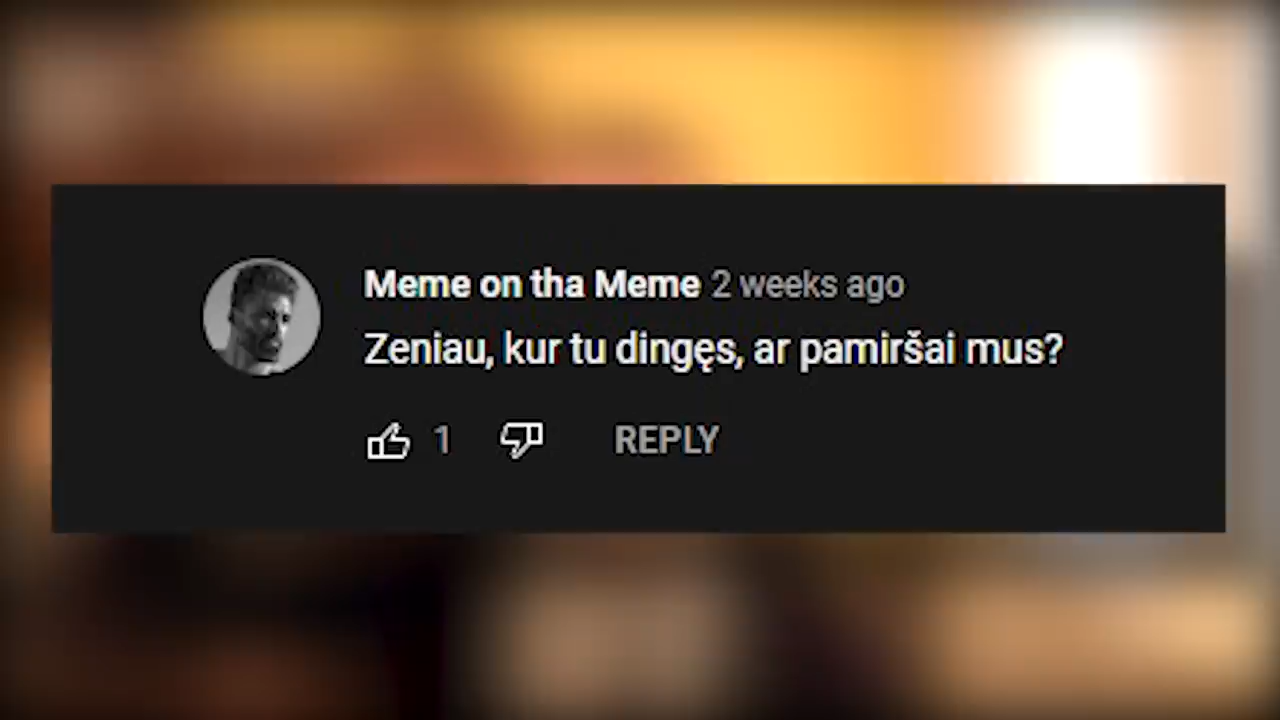 Meme on tha Meme 2 weeks ago
Zeniau, kur tu dingęs, ar pamiršai mus?
1 REPLY